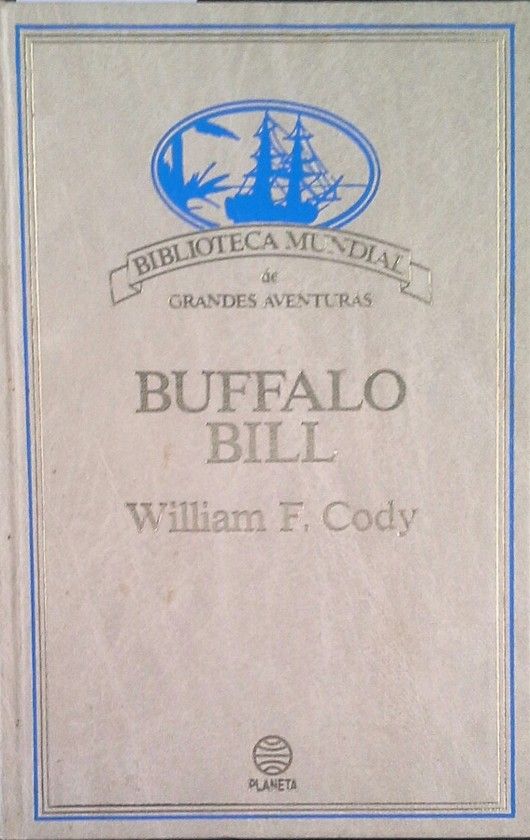 BIBLIOTECA MUNDIAL
de
GRANDES AVENTURAS
BUFFALO
BILL
William F. Cody
PLANETA